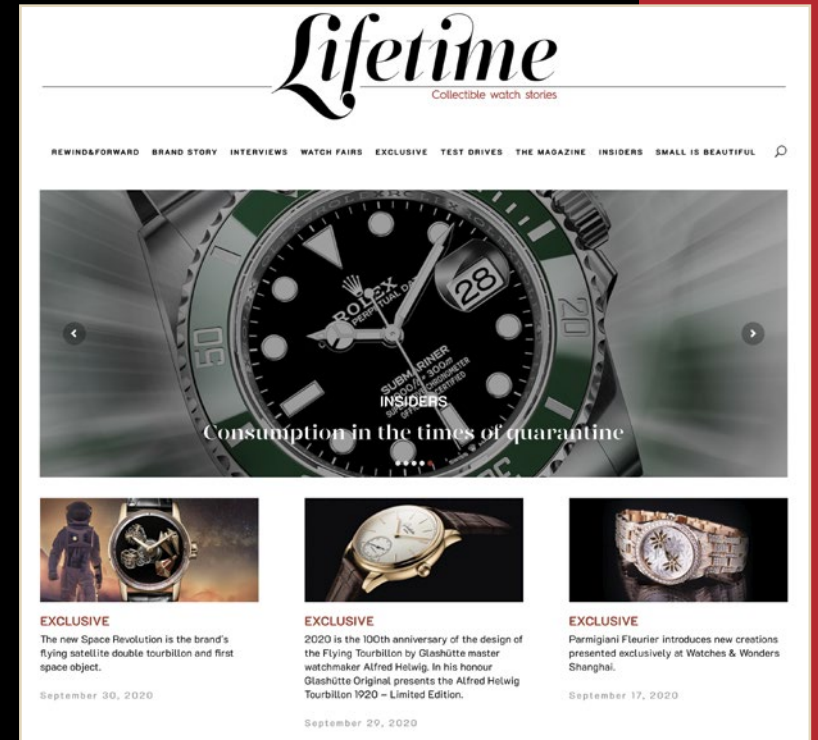 Lifetime
Collectible watch stories
REWIND&FORWARD BRAND STORY INTERVIEWS WATCH FAIRS EXCLUSIVE TEST DRIVES THE MAGAZINE INSIDERS SMALL IS BEAUTIFUL
ROLEX
PERPETUAL DA
28
50
20
SUBMARINER
INSIDERS
Consumption in the times of quarantine
EXCLUSIVE
The new Space Revolution is the brand's
flying satellite double tourbillon and first
space object.
September 30, 2020
EXCLUSIVE
2020 is the 100th anniversary of the design of
the Flying Tourbillon by Glashütte master
watchmaker Alfred Helwig. In his honour
Glashütte Original presents the Alfred Helwig
Tourbillon 1920 – Limited Edition.
September 29, 2020
EXCLUSIVE
Parmigiani Fleurier introduces new creations
presented exclusively at Watches & Wonders
Shanghai.
September 17, 2020